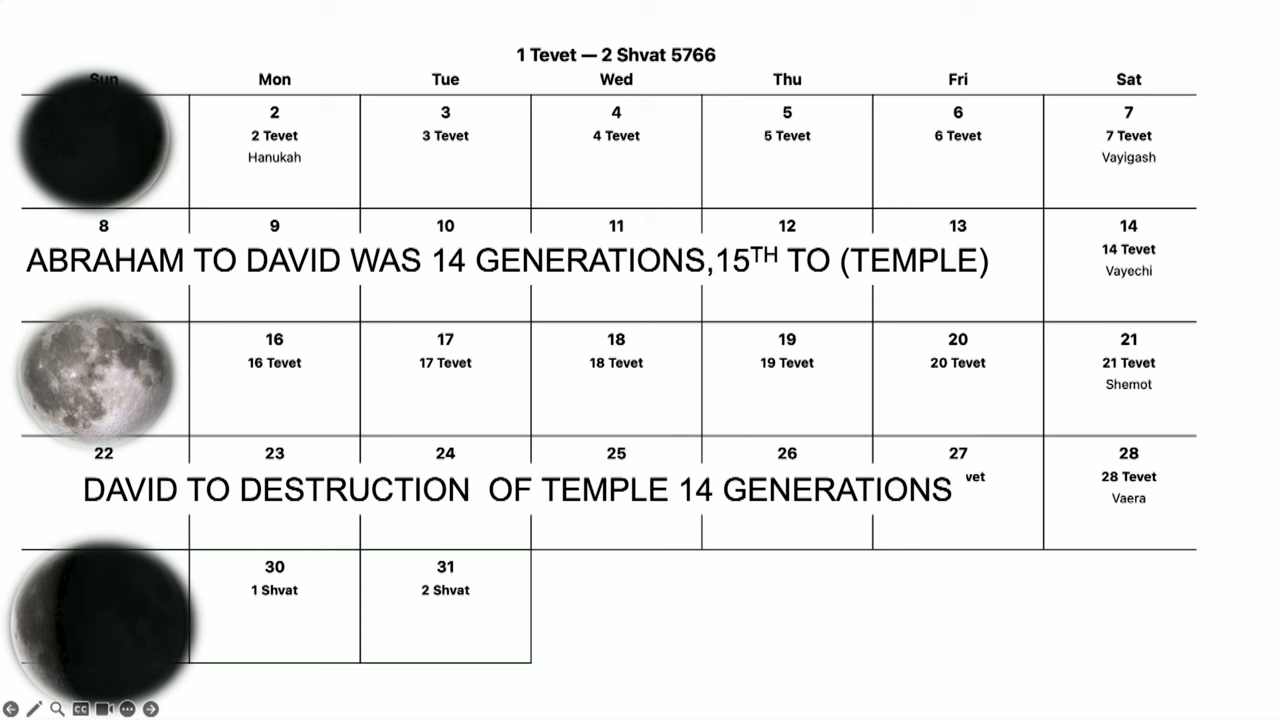 1 Tevet — 2 Shvat 5766
Sun Mon Tue Wed Thu Fri Sat
2 3 4 5 6 7
2 Tevet 3 Tevet 4 Tevet 5 Tevet 6 Tevet 7 Tevet
Hanukah Vayigash
8 9 10 11 12 13 14
14 Tevet
ABRAHAM TO DAVID WAS 14 GENERATIONS,15TH TO (TEMPLE)
Vayechi
16 17 18 19 20 21
16 Tevet 17 Tevet 18 Tevet 19 Tevet 20 Tevet 21 Tevet
Shemot
22 23 24 25 26 27 28
vet 28 Tevet
DAVID TO DESTRUCTION OF TEMPLE 14 GENERATIONS
Vaera
30 31
1 Shvat 2 Shvat
CC